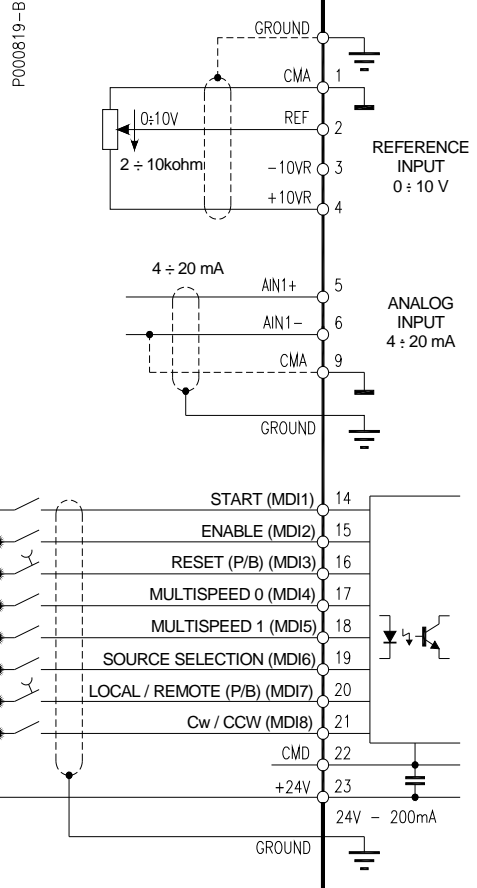 P000819-B
GROUND
CMA 1
0÷10V REF 2
2 ÷ 10kohm -10VR 3
+10VR 4
REFERENCE
INPUT
0 ÷ 10 V
4 ÷ 20 mA
AIN1+ 5
AIN1- 6
CMA 9
ANALOG
INPUT
4 ÷ 20 mA
GROUND
START (MDI1) 14
ENABLE (MDI2) 15
RESET (P/B) (MDI3) 16
MULTISPEED 0 (MDI4) 17
MULTISPEED 1 (MDI5) 18
SOURCE SELECTION (MDI6) 19
LOCAL / REMOTE (P/B) (MDI7) 20
Cw / CCW (MDI8) 21
CMD 22
+24V 23
24V - 200mA
GROUND